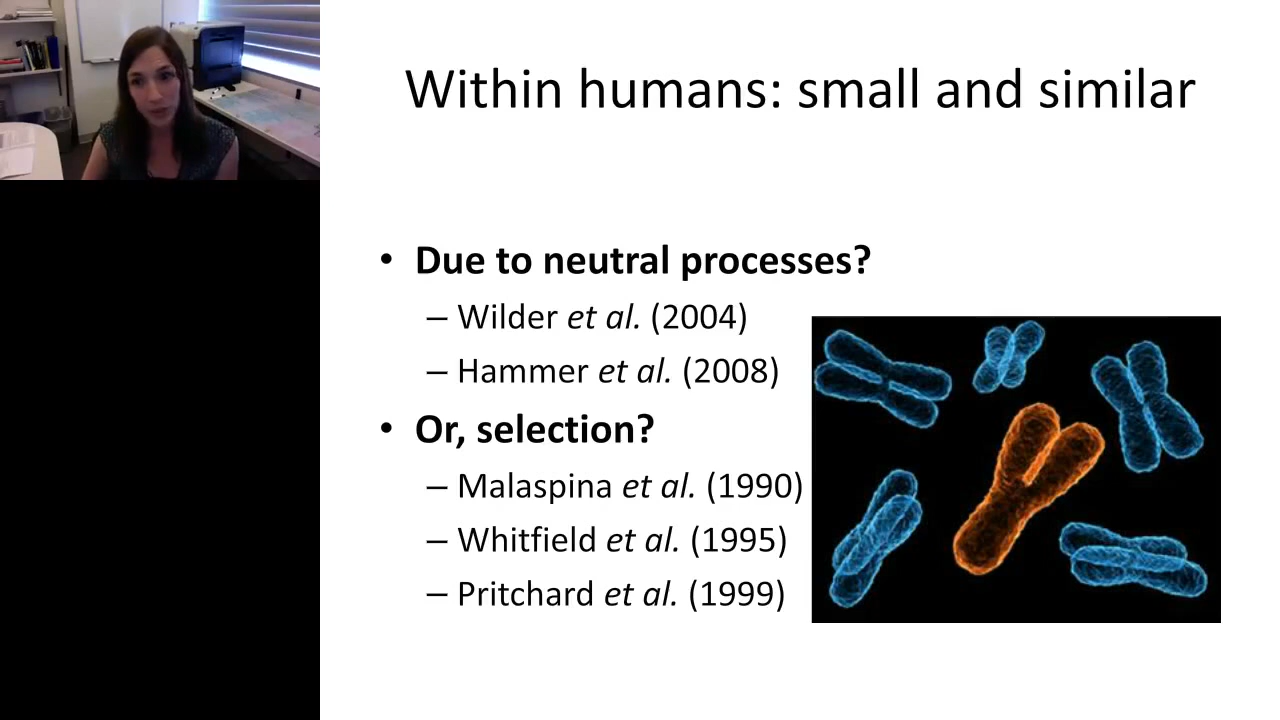 Within humans: small and similar
• Due to neutral processes?
– Wilder et al. (2004)
– Hammer et al. (2008)
• Or, selection?
– Malaspina et al. (1990)
– Whitfield et al. (1995)
– Pritchard et al. (1999)